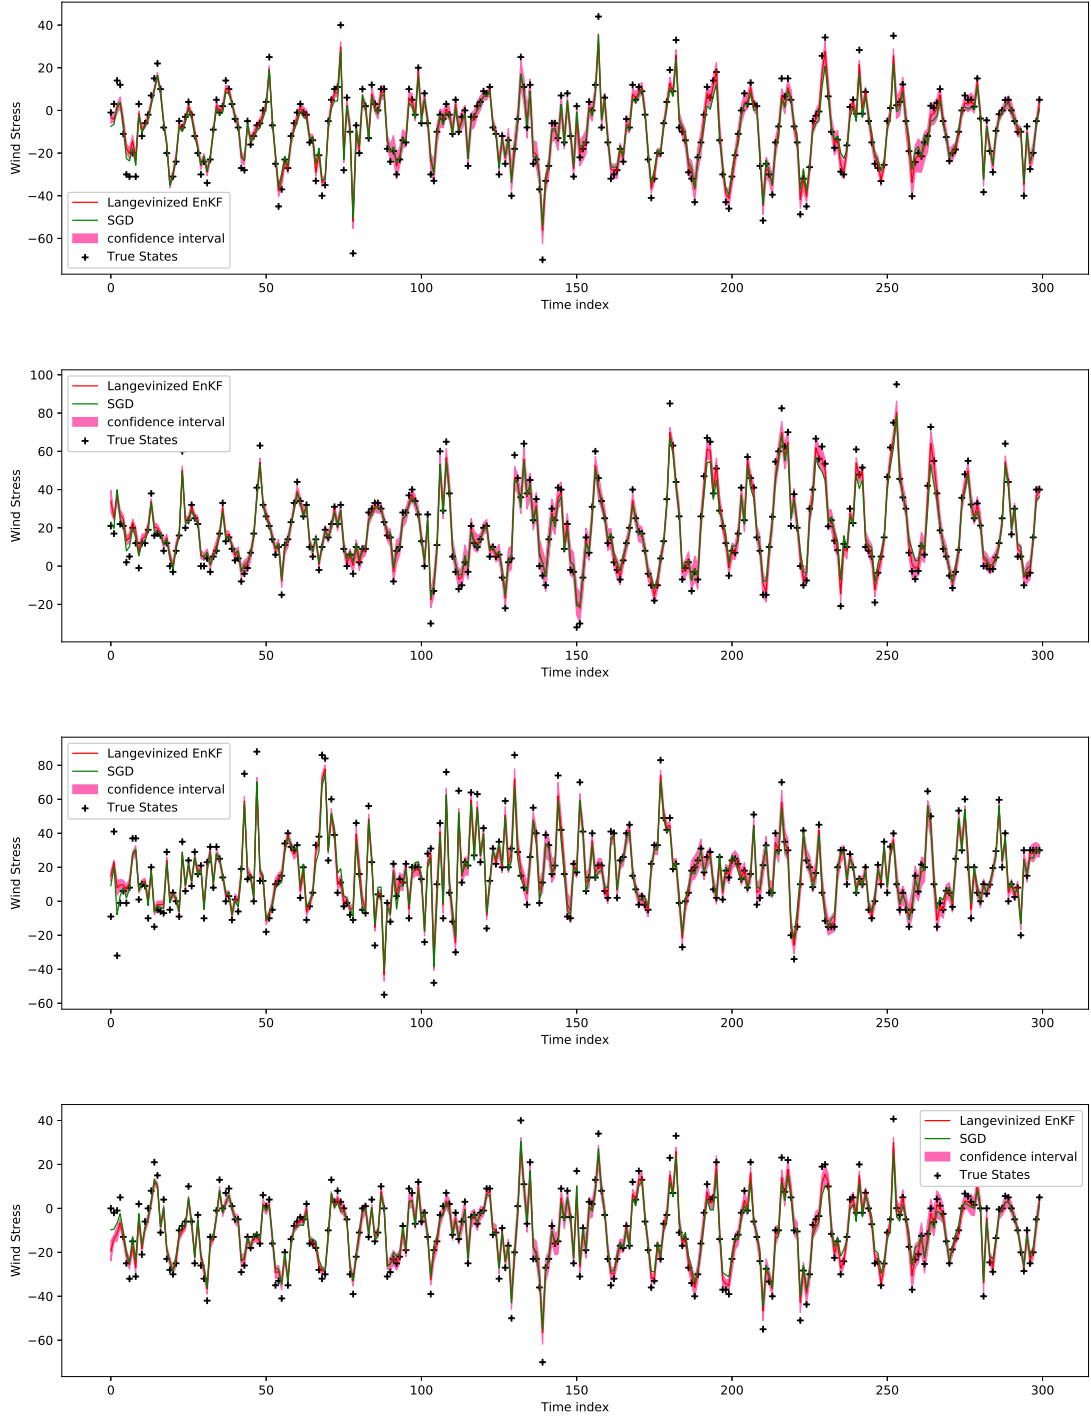 40
20
0
−20
−40
−60
Wind Stress
Langevinized EnKF
SGD
confidence interval
True States
0 50 100 150 200 250 300
Time index
100
80
60
40
20
0
−20
Wind Stress
Langevinized EnKF
SGD
confidence interval
True States
0 50 100 150 200 250 300
Time index
80
60
40
20
0
−20
−40
−60
Wind Stress
Langevinized EnKF
SGD
confidence interval
True States
0 50 100 150 200 250 300
Time index
40
20
0
−20
−40
−60
Wind Stress
Langevinized EnKF
SGD
confidence interval
True States
0 50 100 150 200 250 300
Time index